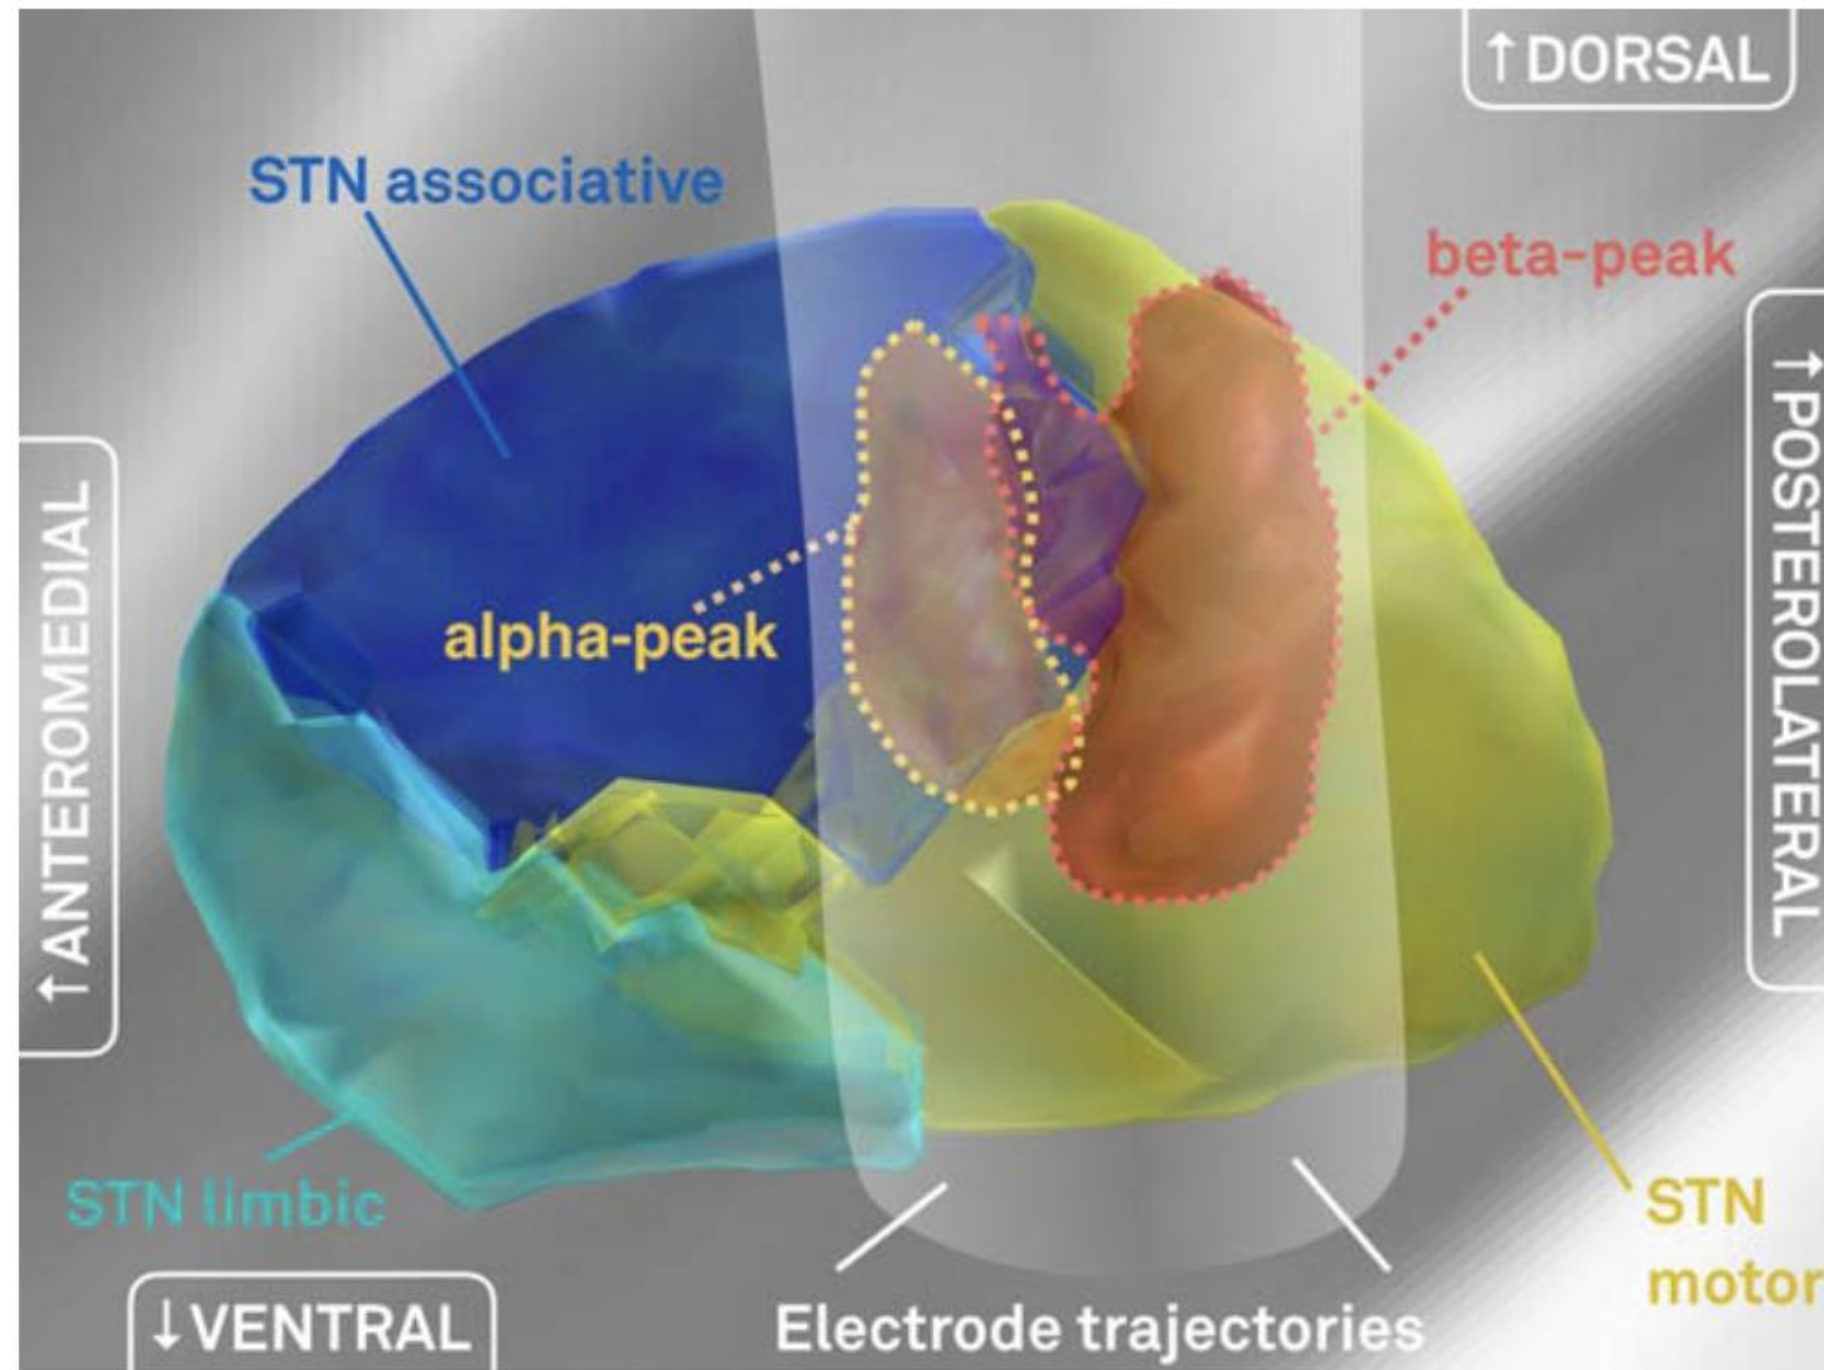 ↑DORSAL
STN associative
beta-peak
↑POSTEROLATERAL
↑ANTEROMEDIAL
alpha-peak
STN limbic
STN
motor
↓VENTRAL
Electrode trajectories